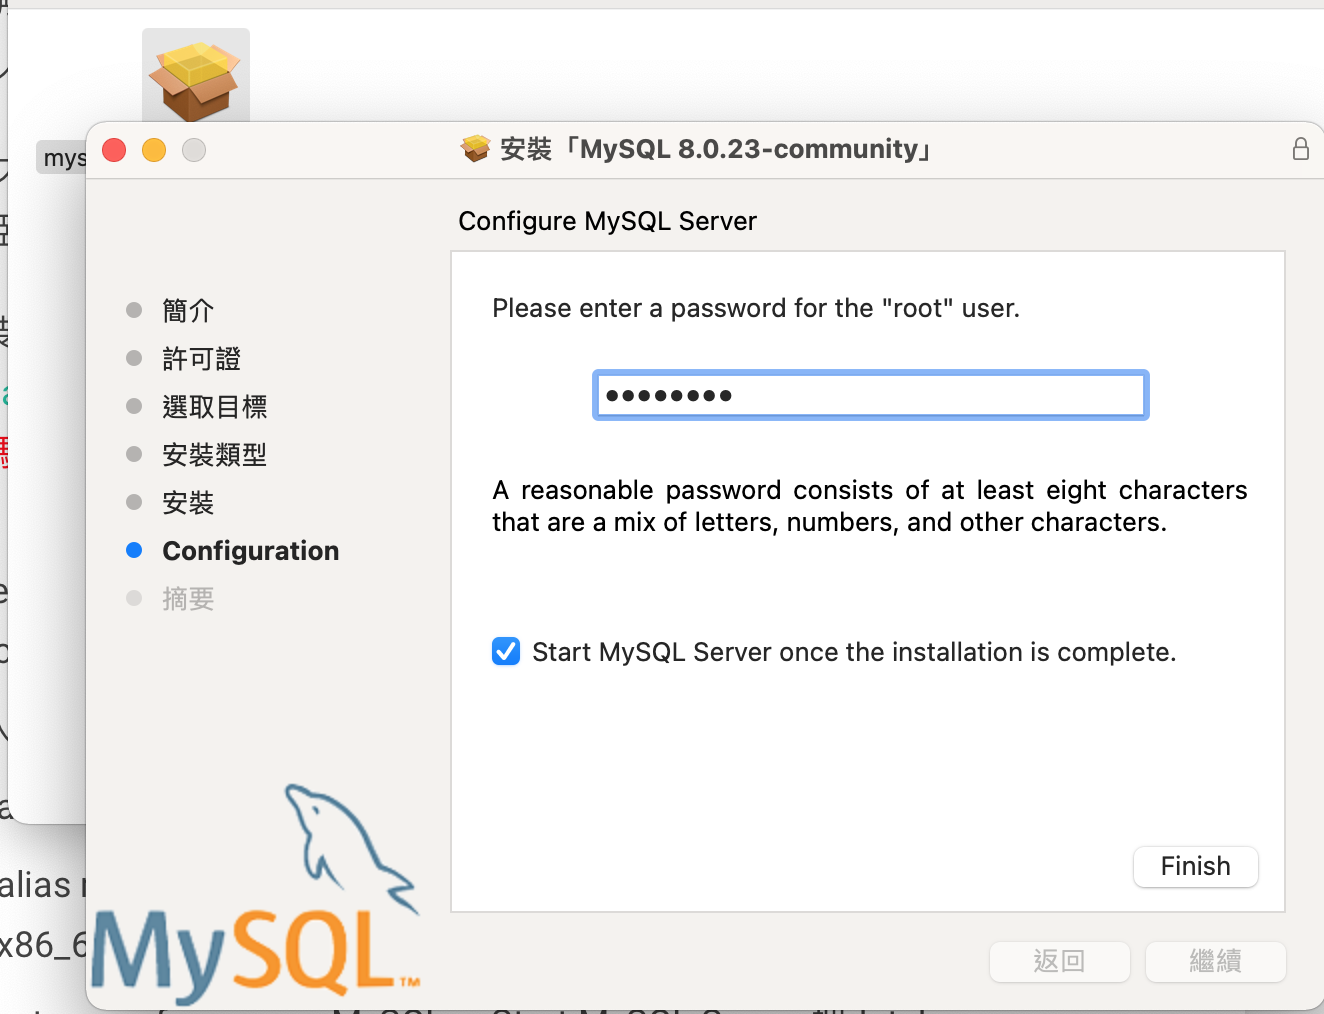 mys
安裝「MySQL 8.0.23-community」
Configure MySQL Server
簡介
許可證
選取目標
安裝類型
安裝
Configuration
摘要
Please enter a password for the "root" user.
••••••••
A reasonable password consists of at least eight characters
that are a mix of letters, numbers, and other characters.
Start MySQL Server once the installation is complete.
Finish
返回
繼續
MySQL™
alias
x86_6